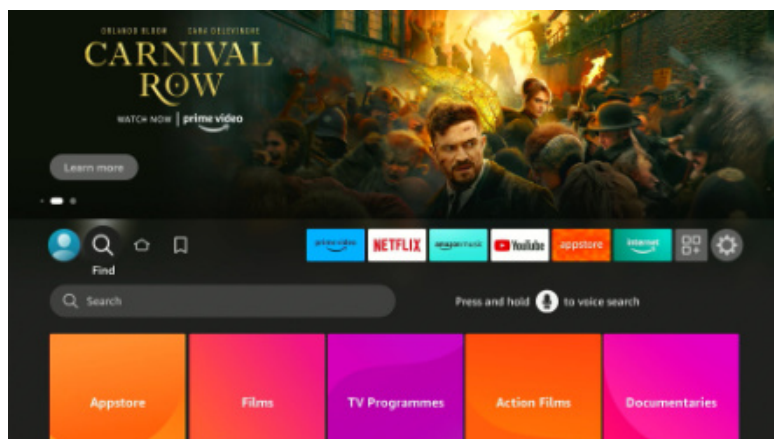 ORLANDO BLOOM CARA DELEVINGNE
CARNIVAL
ROW
WATCH NOW | prime video
Learn more
prime video NETFLIX amazon music YouTube appstore internet
Find
Search
Press and hold to voice search
Appstore Films TV Programmes Action Films Documentaries